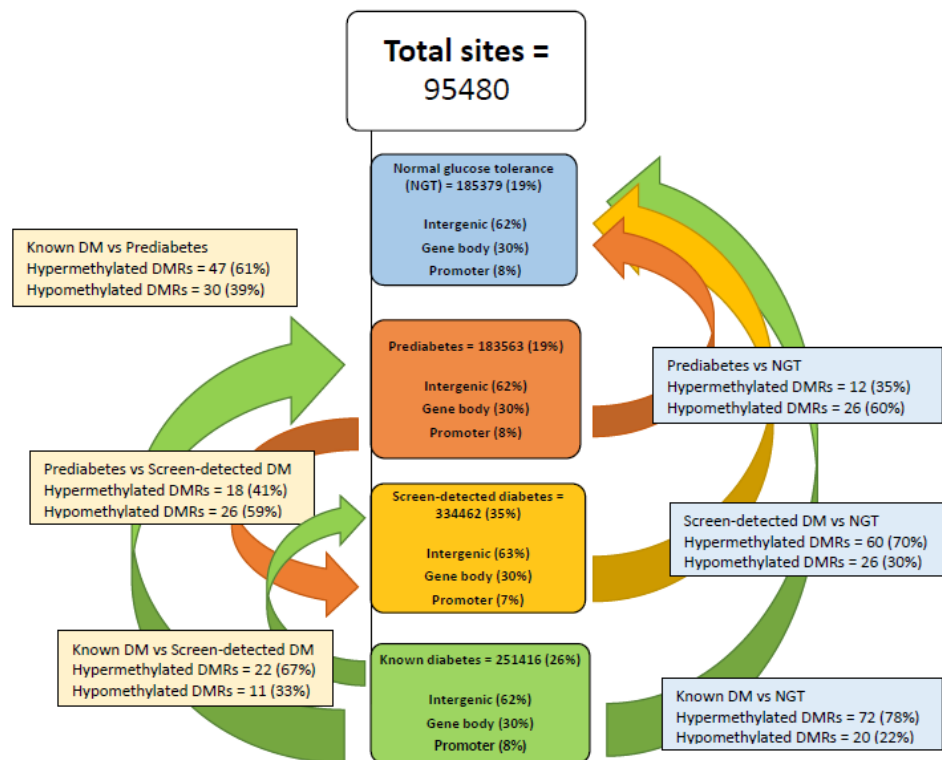 Total sites =
95480
Normal glucose tolerance
(NGT) = 185379 (19%)
Intergenic (62%)
Gene body (30%)
Promoter (8%)
Known DM vs Prediabetes
Hypermethylated DMRs = 47 (61%)
Hypomethylated DMRs = 30 (39%)
Prediabetes = 183563 (19%)
Intergenic (62%)
Gene body (30%)
Promoter (8%)
Prediabetes vs NGT
Hypermethylated DMRs = 12 (35%)
Hypomethylated DMRs = 26 (60%)
Prediabetes vs Screen-detected DM
Hypermethylated DMRs = 18 (41%)
Hypomethylated DMRs = 26 (59%)
Screen-detected diabetes =
334462 (35%)
Intergenic (63%)
Gene body (30%)
Promoter (7%)
Screen-detected DM vs NGT
Hypermethylated DMRs = 60 (70%)
Hypomethylated DMRs = 26 (30%)
Known DM vs Screen-detected DM
Hypermethylated DMRs = 22 (67%)
Hypomethylated DMRs = 11 (33%)
Known diabetes = 251416 (26%)
Intergenic (62%)
Gene body (30%)
Promoter (8%)
Known DM vs NGT
Hypermethylated DMRs = 72 (78%)
Hypomethylated DMRs = 20 (22%)